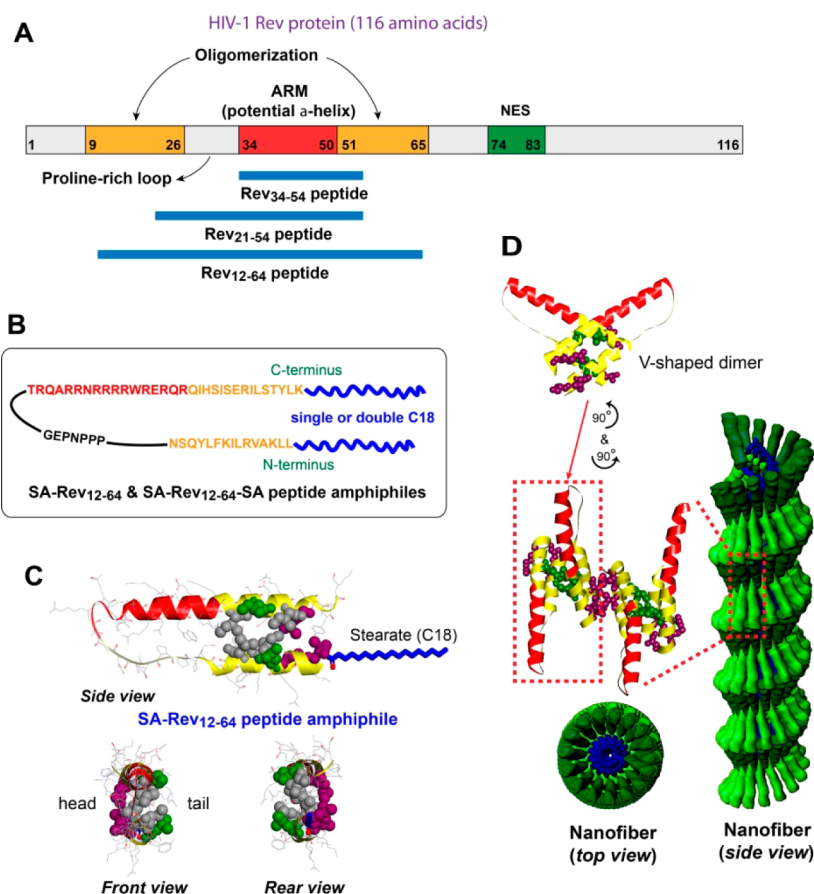 HIV-1 Rev protein (116 amino acids)
A
Oligomerization
ARM
(potential a-helix)
NES
1 9 26 34 50 51 65 74 83 116
Proline-rich loop
Rev34-54 peptide
Rev21-54 peptide
Rev12-64 peptide
B
C-terminus
TRQARRNRRRRWRERQRQIHSISERILSTYLK
single or double C18
GEPNPPP
NSQYLFKILRVAKLL
N-terminus
SA-Rev12-64 & SA-Rev12-64-SA peptide amphiphiles
C
Stearate (C18)
Side view
SA-Rev12-64 peptide amphiphile
head
tail
Front view
Rear view
D
V-shaped dimer
90°
&
90°
Nanofiber
(top view)
Nanofiber
(side view)